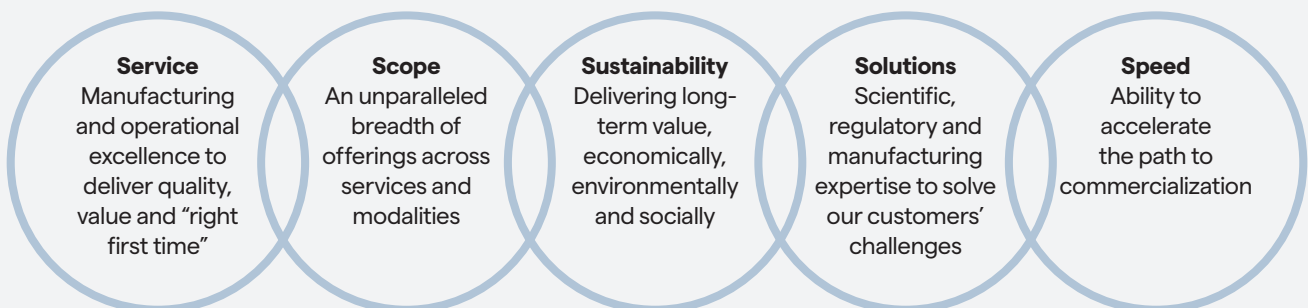 Service
Manufacturing
and operational
excellence to
deliver quality,
value and “right
first time”
Scope
An unparalleled
breadth of
offerings across
services and
modalities
Sustainability
Delivering long-
term value,
economically,
environmentally
and socially
Solutions
Scientific,
regulatory and
manufacturing
expertise to solve
our customers’
challenges
Speed
Ability to
accelerate
the path to
commercialization